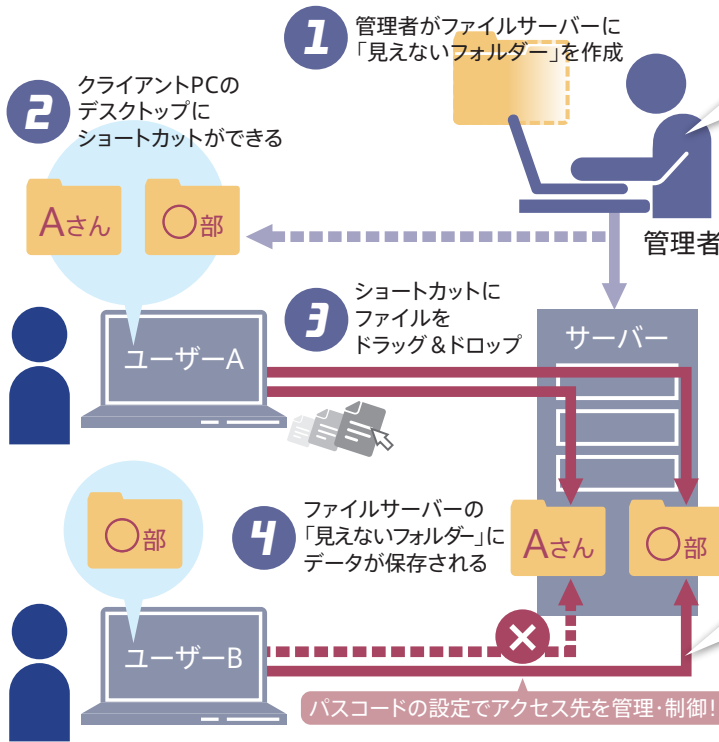 1
管理者がファイルサーバーに
「見えないフォルダー」を作成
2
クライアントPCの
デスクトップに
ショートカットができる
Aさん
〇部
管理者
3
ショートカットに
ファイルを
ドラッグ&ドロップ
サーバー
ユーザーA
4
ファイルサーバーの
「見えないフォルダー」に
データが保存される
Aさん
〇部
〇部
ユーザーB
パスコードの設定でアクセス先を管理・制御!